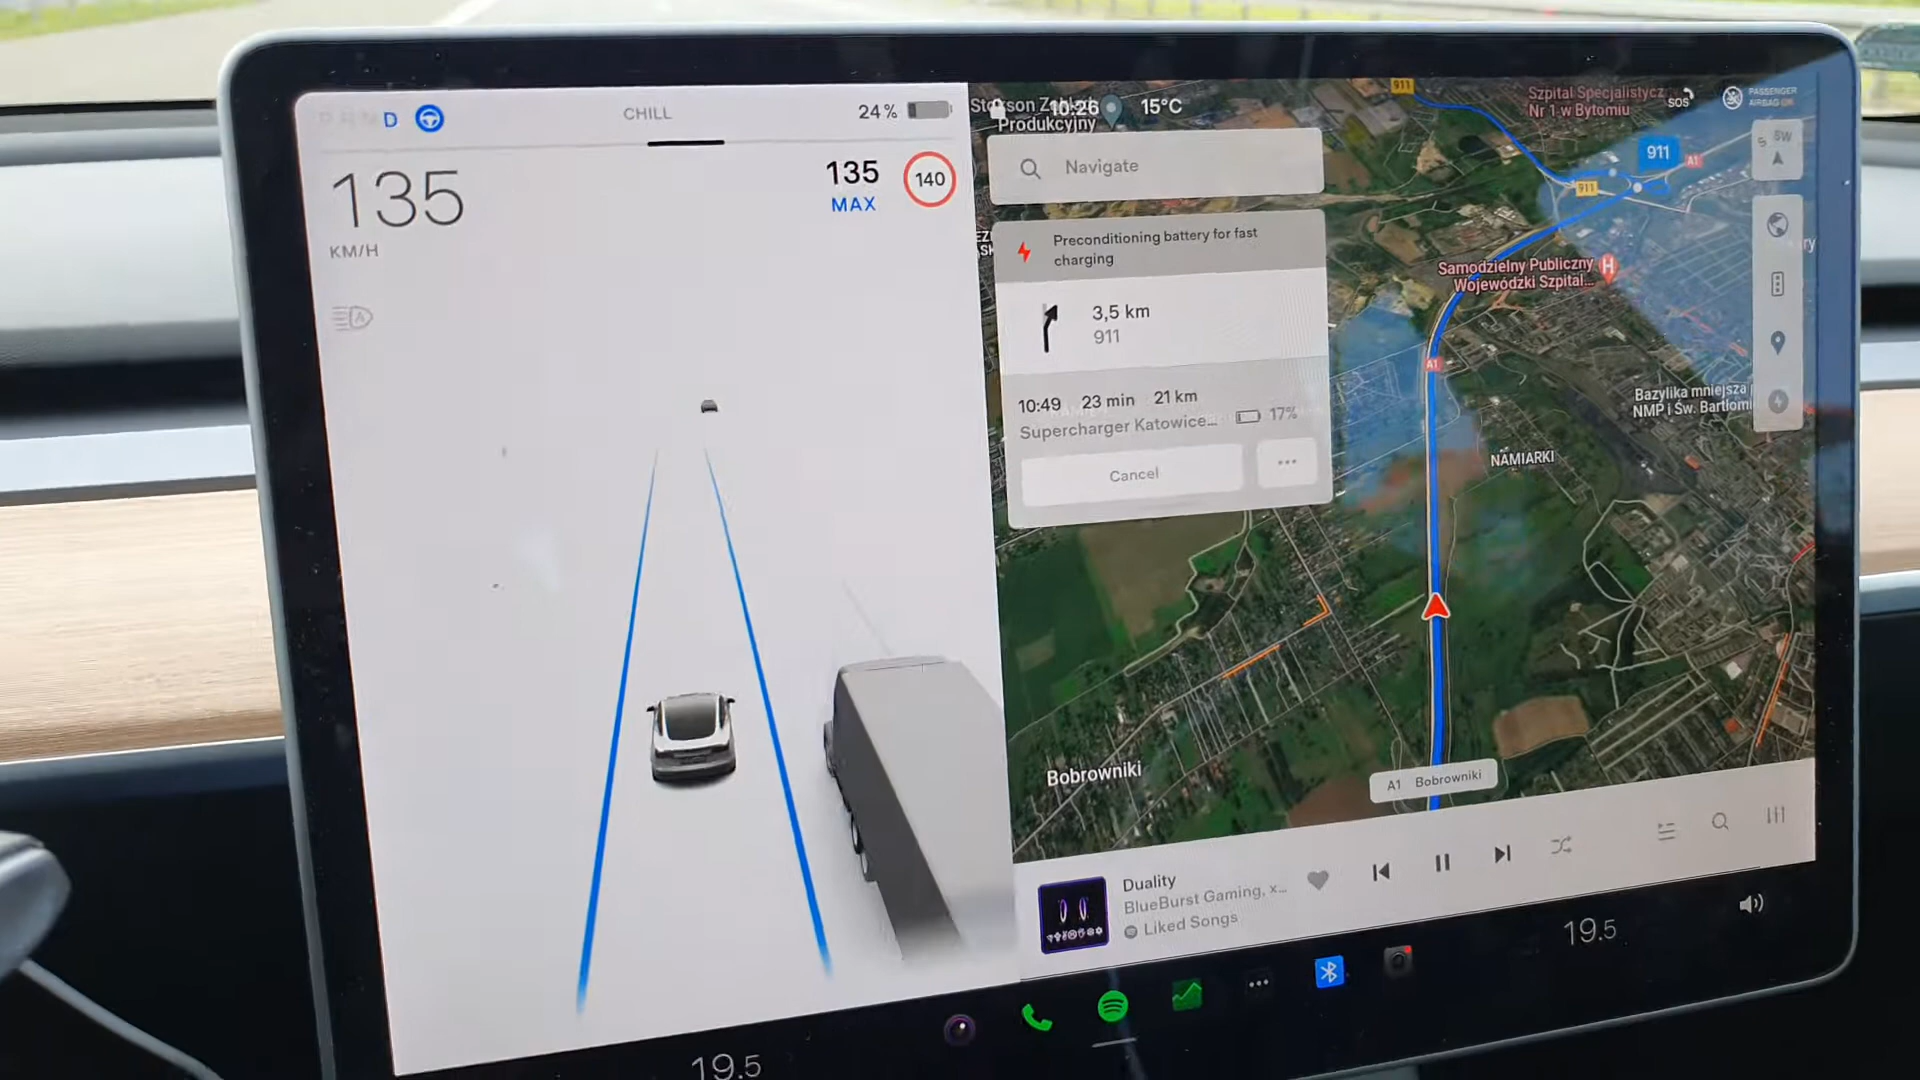 P R N D
CHILL
24%
135
KM/H
135
MAX
140
10:26
15°C
Produkcyjny
911
Szpital Specjalistycz
Nr 1 w Bytomiu
SOS
PASSENGER
AIRBAG
S SW
Navigate
911
A1
911
Preconditioning battery for fast
charging
Samodzielny Publiczny
Wojewódzki Szpital...
H
3,5 km
911
A1
10:49 23 min 21 km
Supercharger Katowice... 17%
Cancel
...
Bazylika mniejsza
NMP i Św. Bartłomi
NAMIARKI
Bobrowniki
A1 Bobrowniki
Duality
BlueBurst Gaming, x...
Liked Songs
19.5
19.5